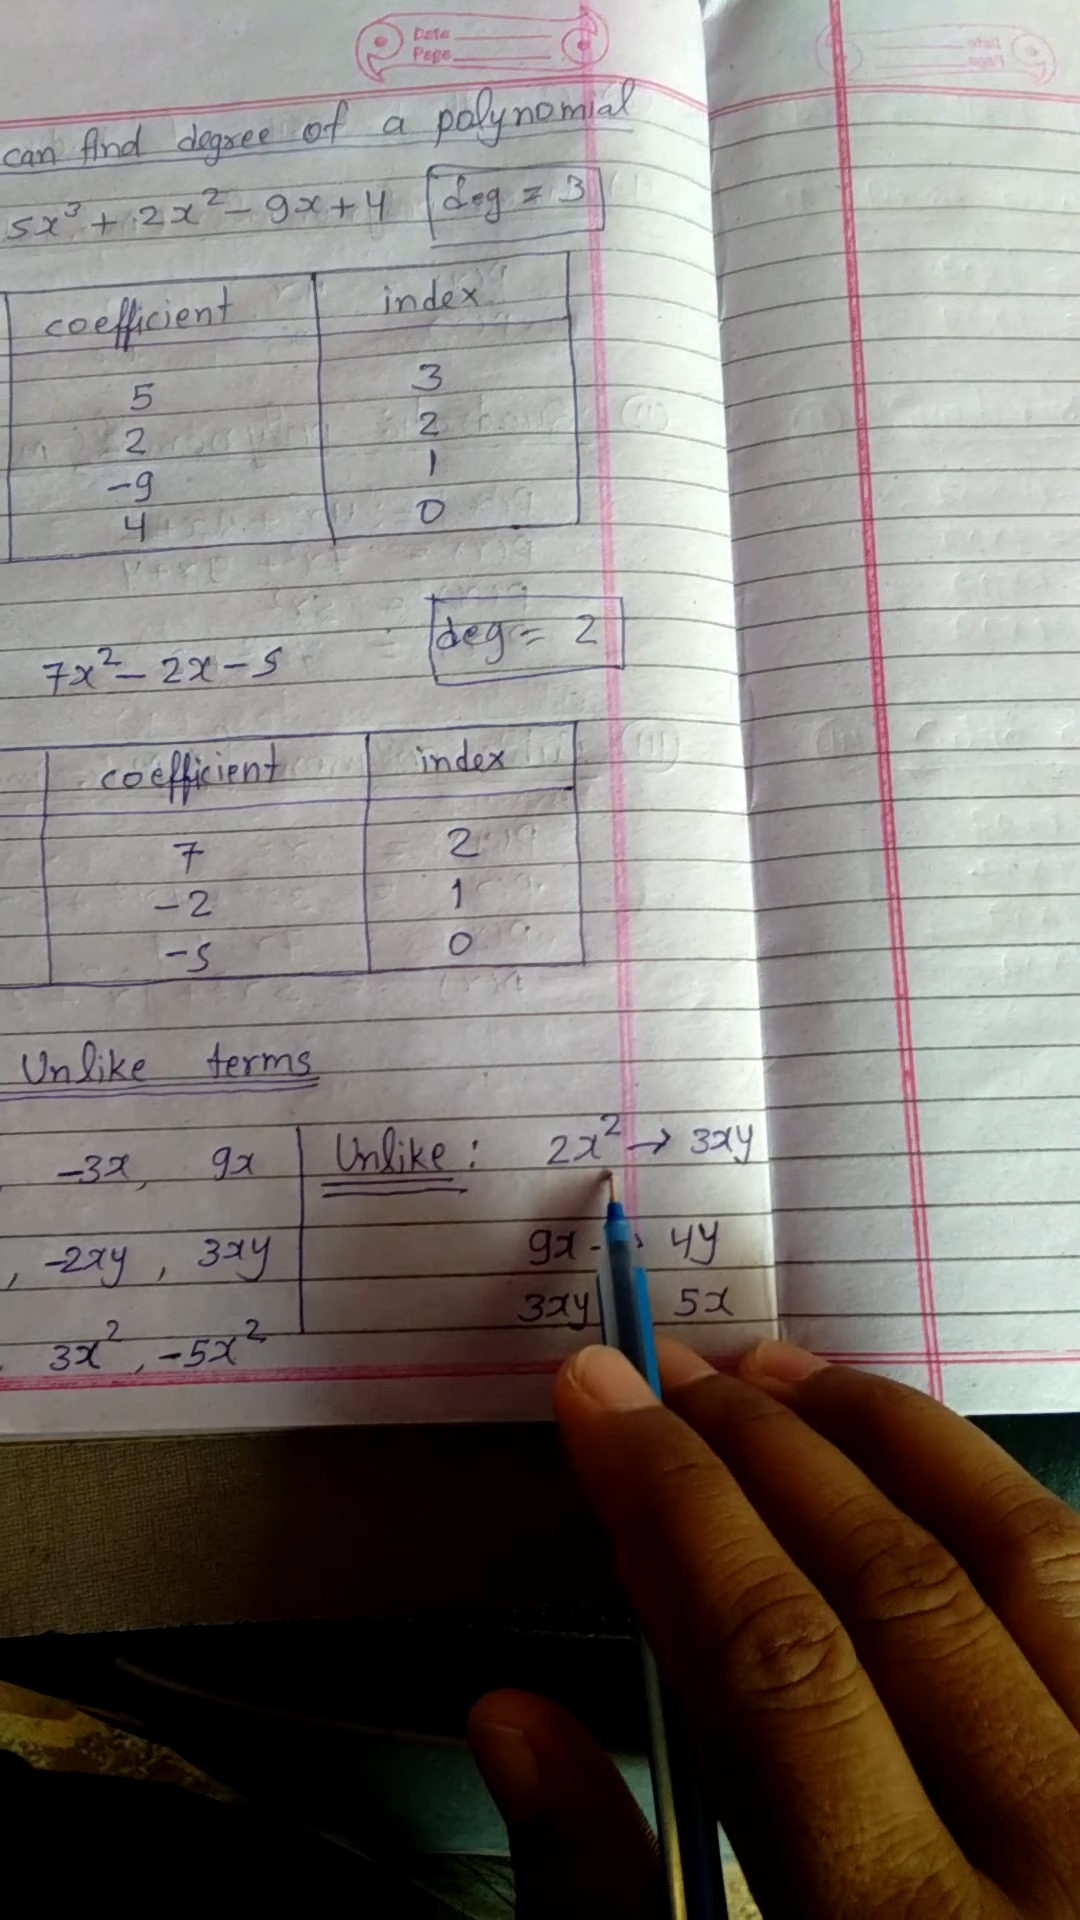 Date
Page
can find degree of a polynomial
5x³ + 2x² - 9x + 4 deg = 3
coefficient index
5 3
2 2
-9 1
4 0
7x² - 2x - 5 deg = 2
coefficient index
7 2
-2 1
-5 0
Unlike terms
-3x, 9x Unlike: 2x² → 3xy
, -2xy, 3xy 9x - 4y
3xy 5x
3x², -5x²